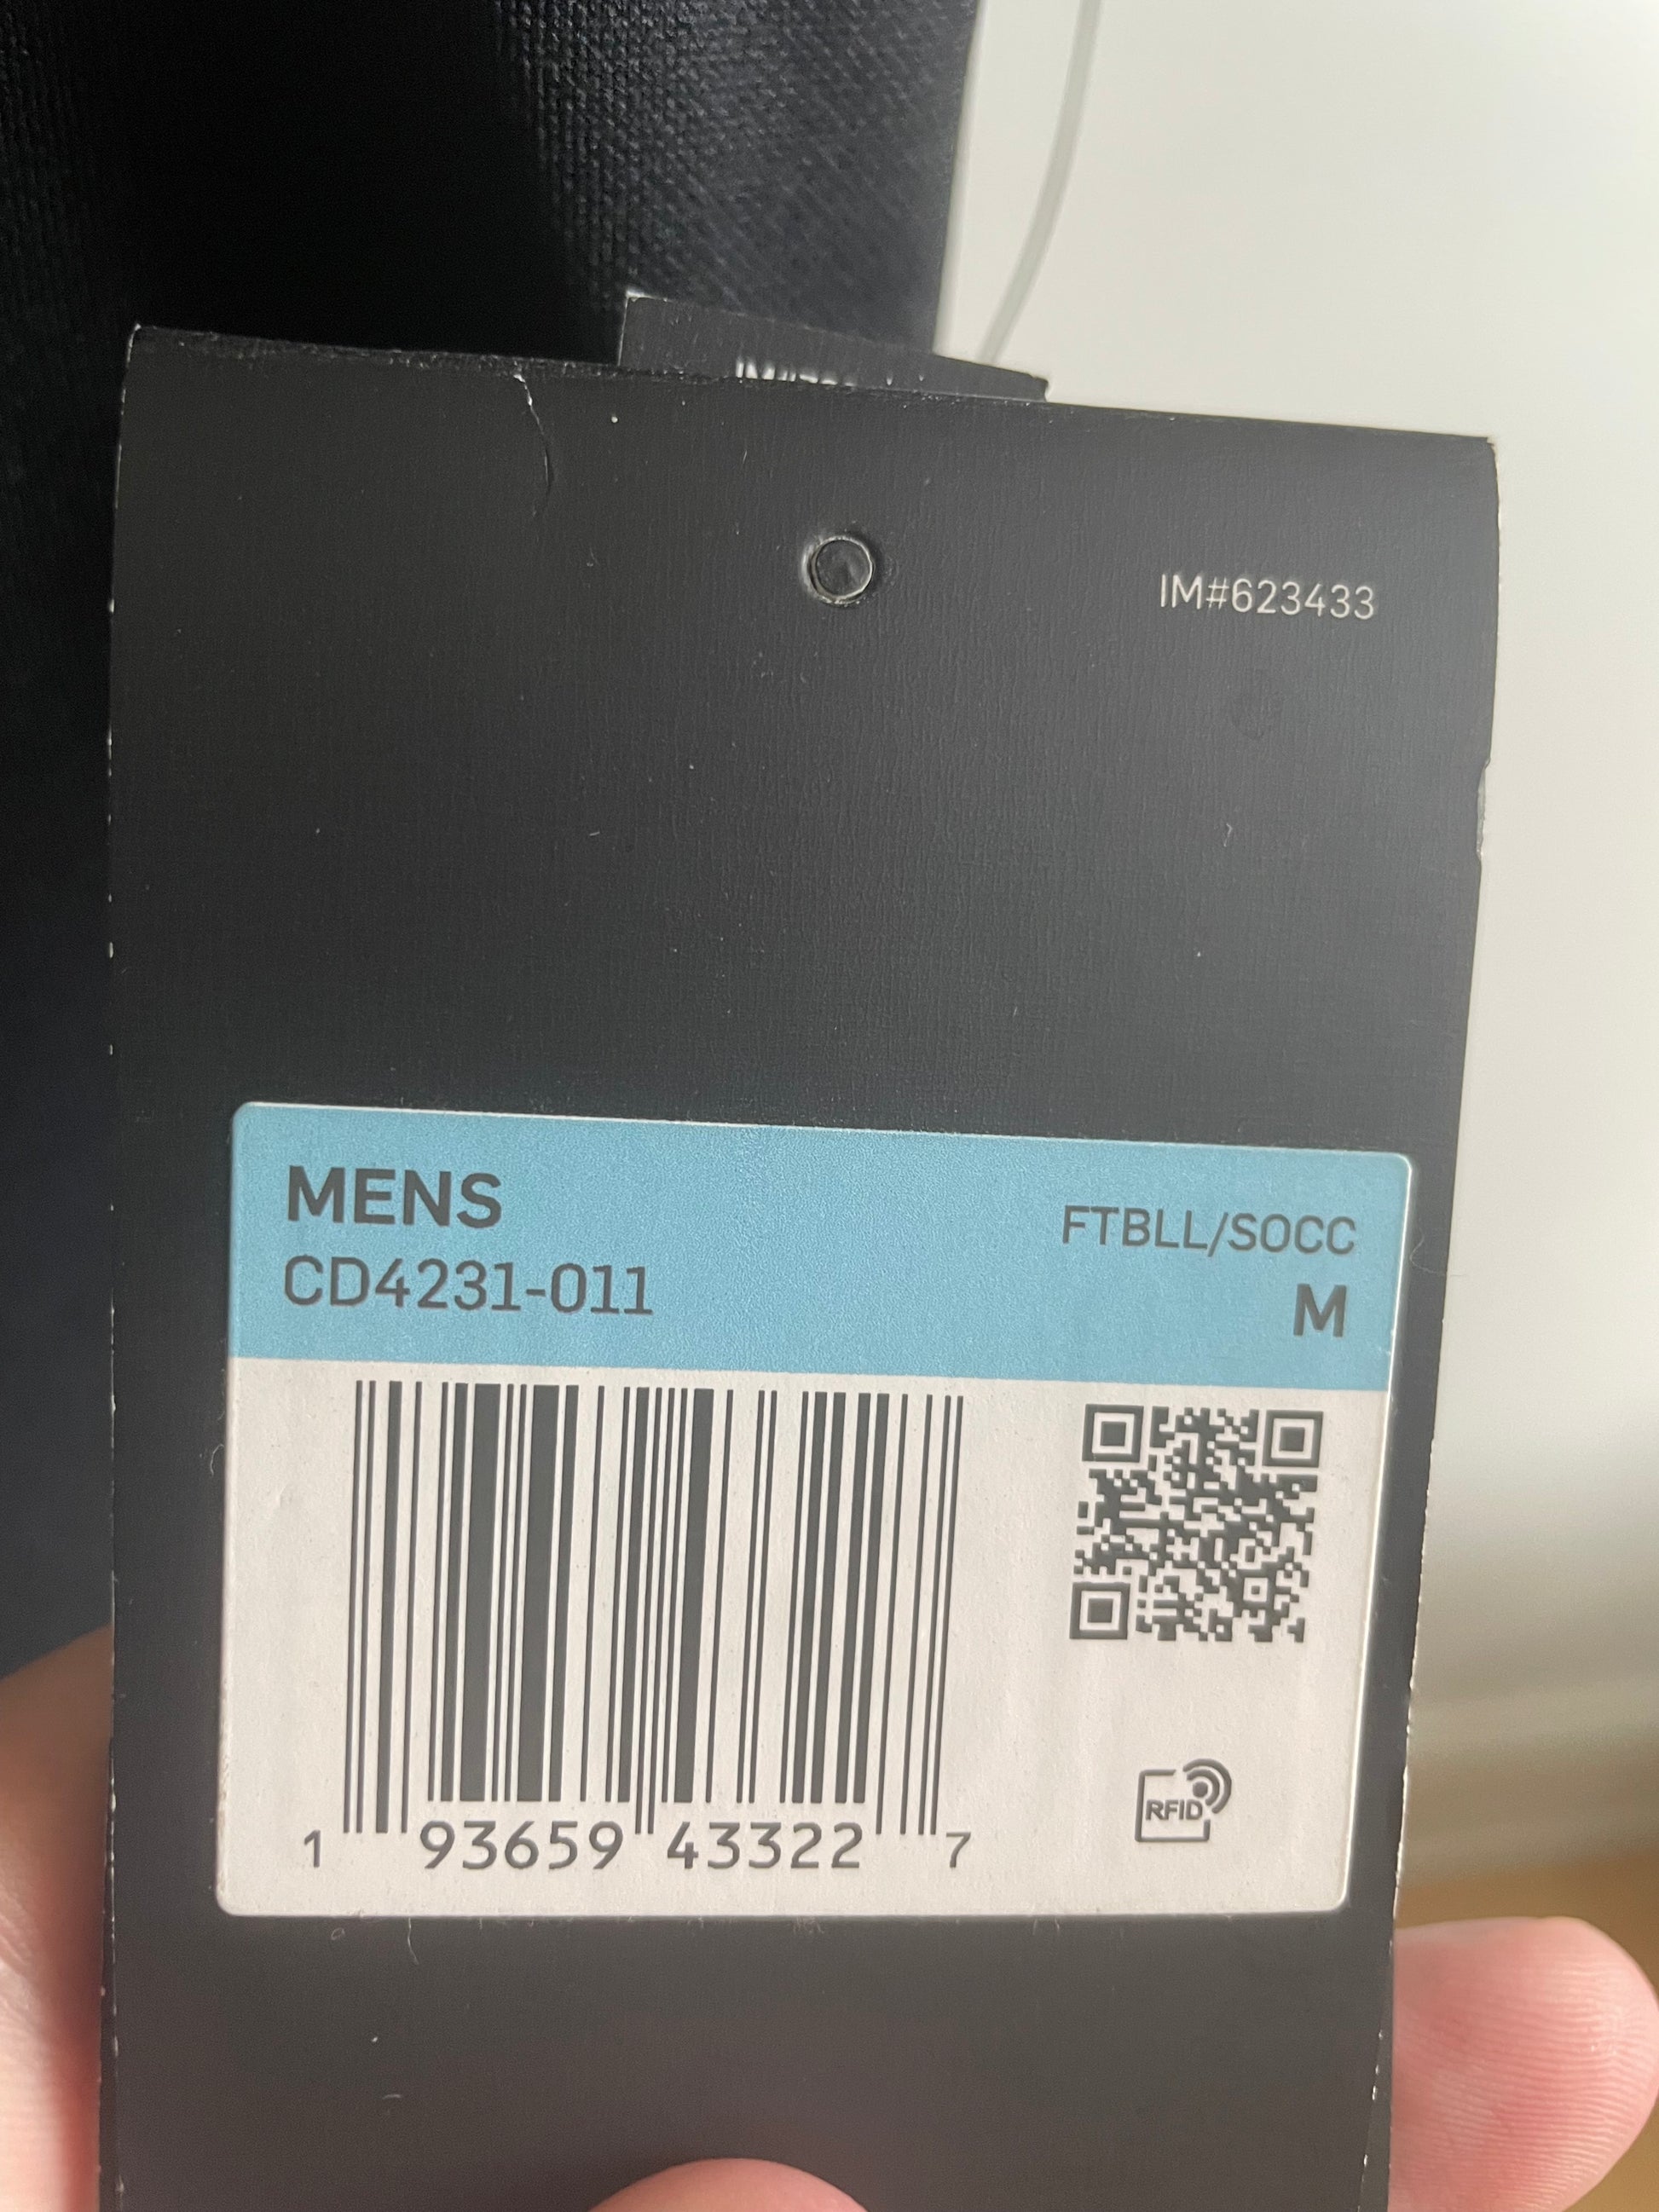 IM#623433
MENS
FTBLL/SOCC
CD4231-011
M
RFID
1 93659 43322 7